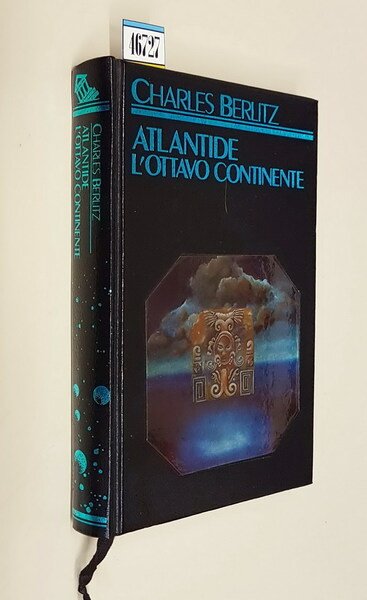 46727
CHARLES BERLITZ
ATLANTIDE
L'OTTAVO CONTINENTE
CHARLES BERLITZ
ATLANTIDE
L'OTTAVO CONTINENTE